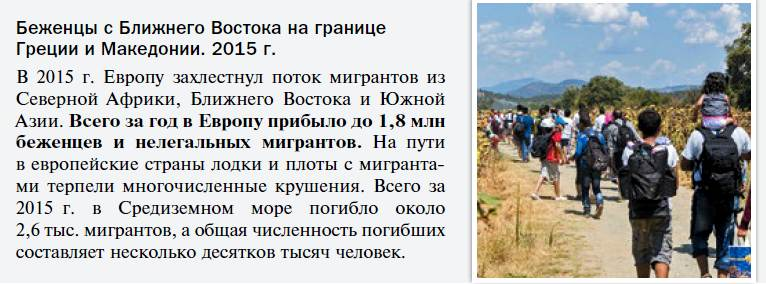 Беженцы с Ближнего Востока на границе
Греции и Македонии. 2015 г.
В 2015 г. Европу захлестнул поток мигрантов из
Северной Африки, Ближнего Востока и Южной
Азии. Всего за год в Европу прибыло до 1,8 млн
беженцев и нелегальных мигрантов. На пути
в европейские страны лодки и плоты с мигранта-
ми терпели многочисленные крушения. Всего за
2015 г. в Средиземном море погибло около
2,6 тыс. мигрантов, а общая численность погибших
составляет несколько десятков тысяч человек.